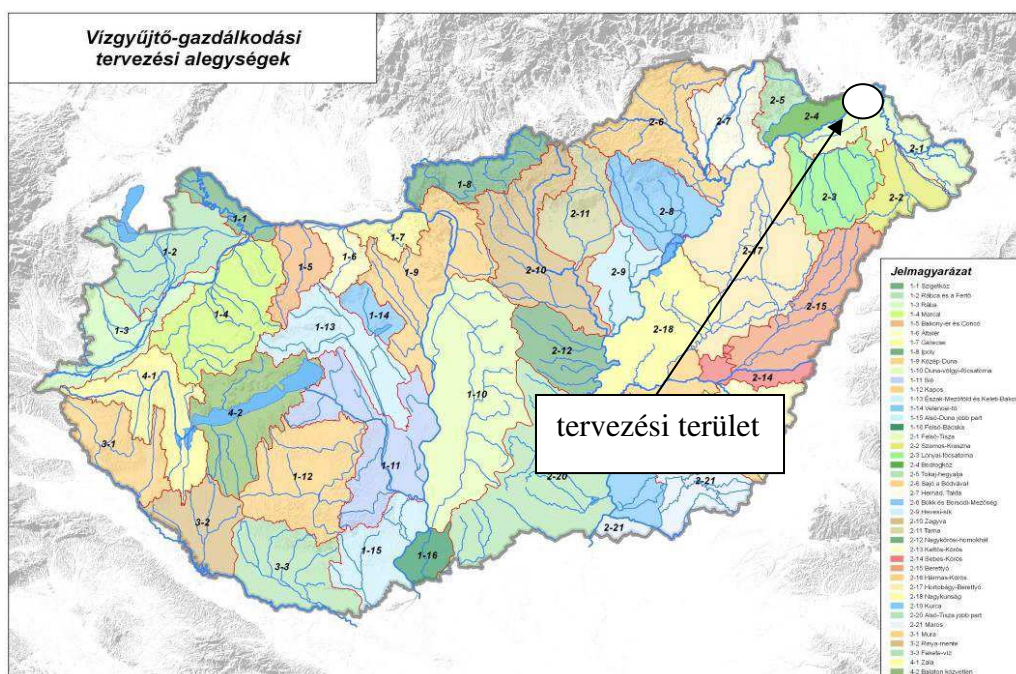 Vízgyűjtő-gazdálkodási
tervezési alegységek
2-5
2-6
2-7
2-4
2-1
1-8
1-1
2-3
2-2
2-11
2-8
1-2
1-7
1-6
1-9
2-17
1-5
2-10
2-9
1-3
1-4
1-13
1-14
2-15
2-18
2-12
2-14
4-1
1-10
4-2
tervezési terület
3-1
1-12
1-11
2-20
2-21
3-2
2-21
1-15
1-16
3-3
Jelmagyarázat
1-1 Szigetköz
1-2 Rábca és a Fertő
1-3 Rába
1-4 Marcal
1-5 Bakony-ér és Concó
1-6 Általér
1-7 Gerecse
1-8 Ipoly
1-9 Közép-Duna
1-10 Duna-völgyi-főcsatorna
1-11 Sió
1-12 Kapos
1-13 Észak-Mezőföld és Keleti-Bakony
1-14 Velencei-tó
1-15 Alsó-Duna jobb part
1-16 Felső-Bácska
2-1 Felső-Tisza
2-2 Szamos-Kraszna
2-3 Lónyai-főcsatorna
2-4 Bodrogköz
2-5 Tokaj-hegyalja
2-6 Sajó a Bódvával
2-7 Hernád, Takta
2-8 Bükk és Borsodi-Mezőség
2-9 Hevesi-sík
2-10 Zagyva
2-11 Tarna
2-12 Nagykőrösi-homokhát
2-13 Kettős-Körös
2-14 Sebes-Körös
2-15 Berettyó
2-16 Hármas-Körös
2-17 Hortobágy-Berettyó
2-18 Nagykunság
2-19 Kurca
2-20 Alsó-Tisza jobb part
2-21 Maros
3-1 Mura
3-2 Rinya-mente
3-3 Fekete-víz
4-1 Zala
4-2 Balaton közvetlen